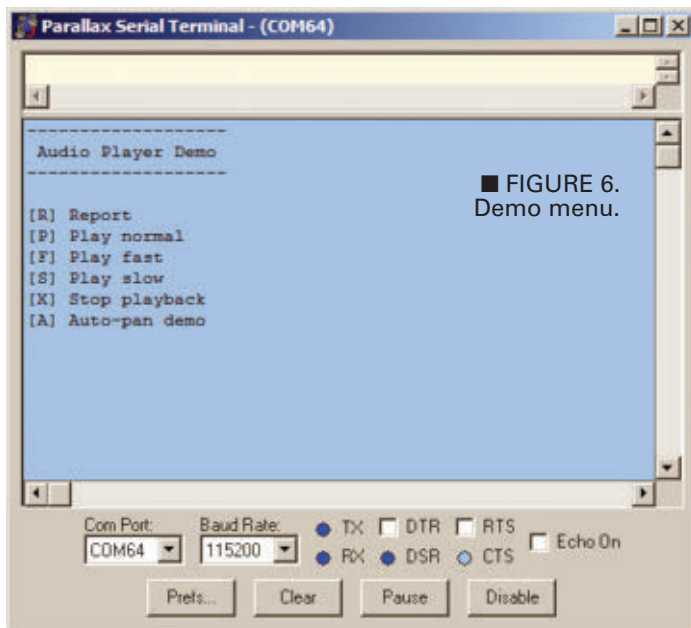 Parallax Serial Terminal - (COM64)
-------------------
Audio Player Demo
-------------------
■ FIGURE 6.
Demo menu.
[R] Report
[P] Play normal
[F] Play fast
[S] Play slow
[X] Stop playback
[A] Auto-pan demo
Com Port: Baud Rate: TX DTR RTS
COM64 115200 RX DSR CTS Echo On
Prefs... Clear Pause Disable